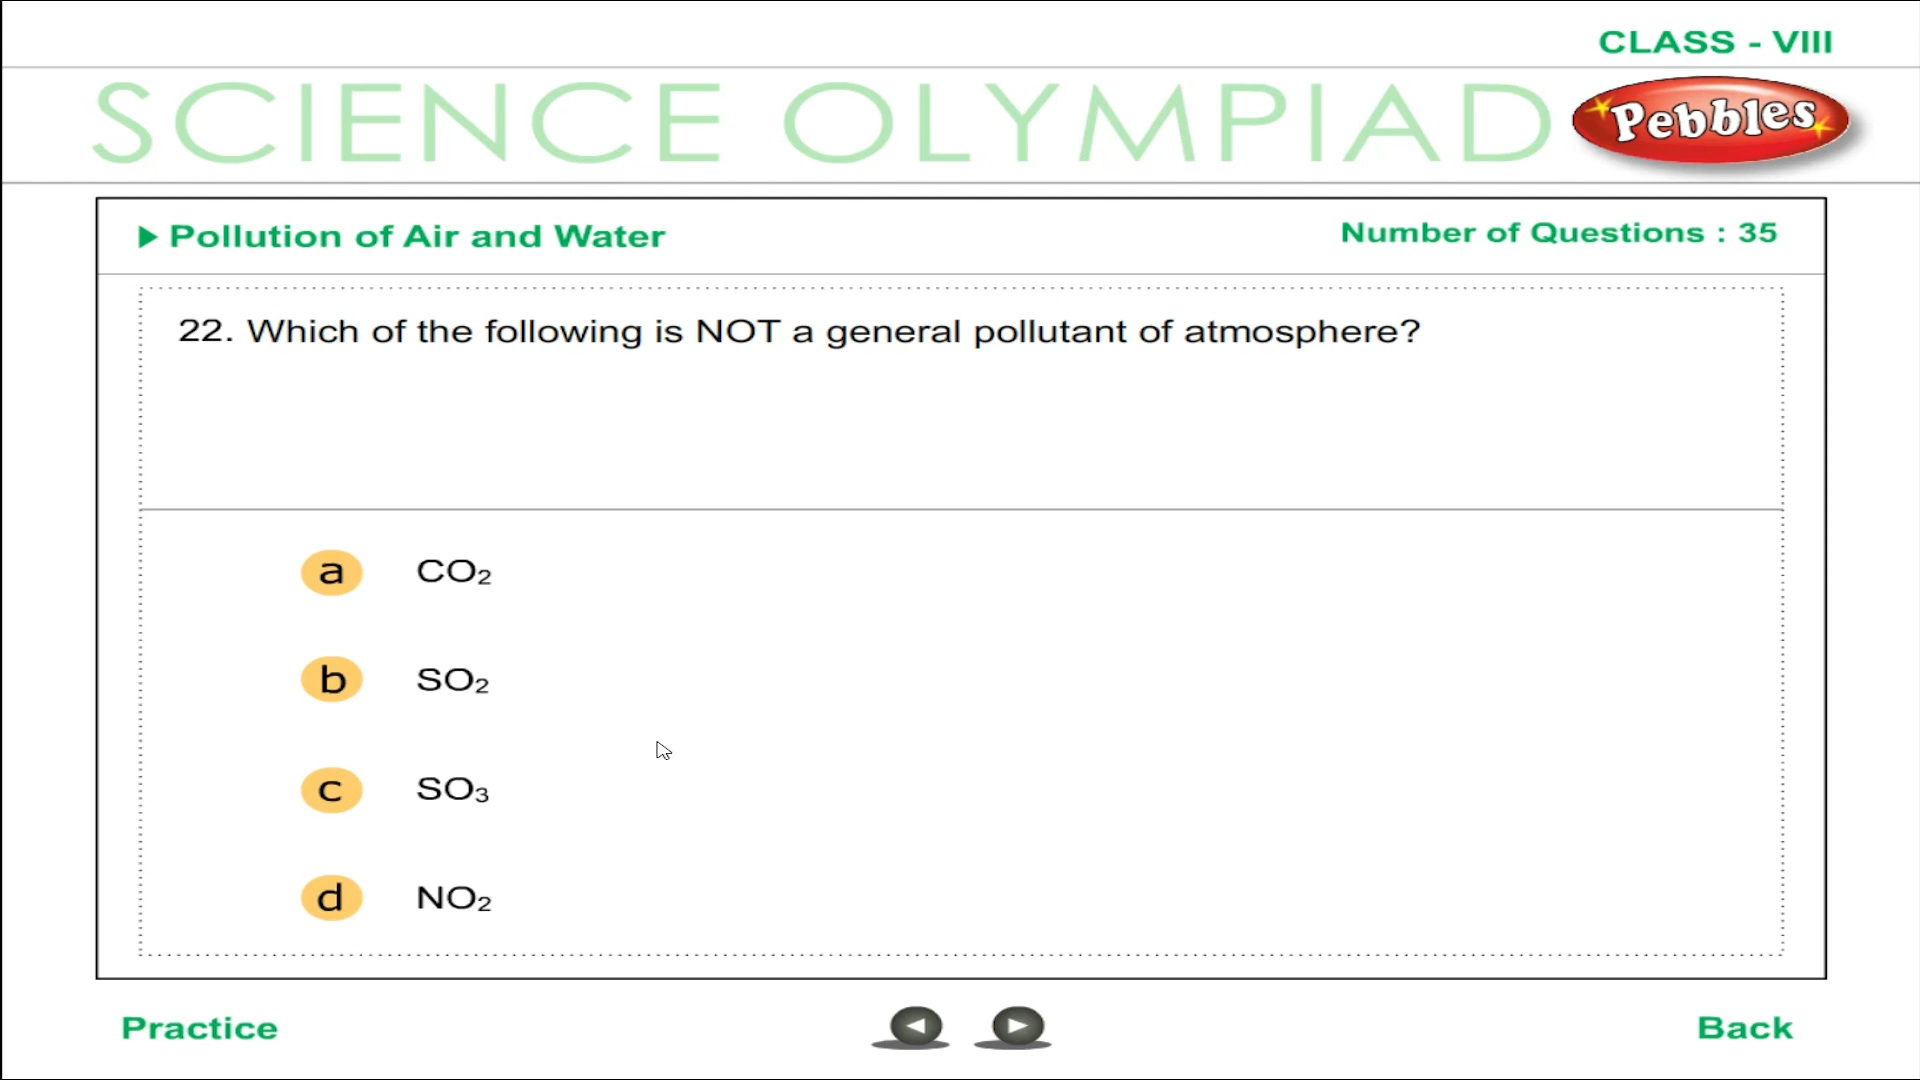 CLASS - VIII
SCIENCE OLYMPIAD
Pebbles
Pollution of Air and Water
Number of Questions : 35
22. Which of the following is NOT a general pollutant of atmosphere?
a CO₂
b SO₂
c SO₃
d NO₂
Practice
Back